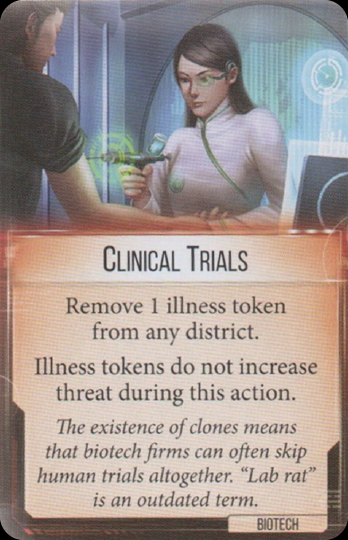 CLINICAL TRIALS
Remove 1 illness token
from any district.
Illness tokens do not increase
threat during this action.
The existence of clones means
that biotech firms can often skip
human trials altogether. “Lab rat”
is an outdated term.
BIOTECH